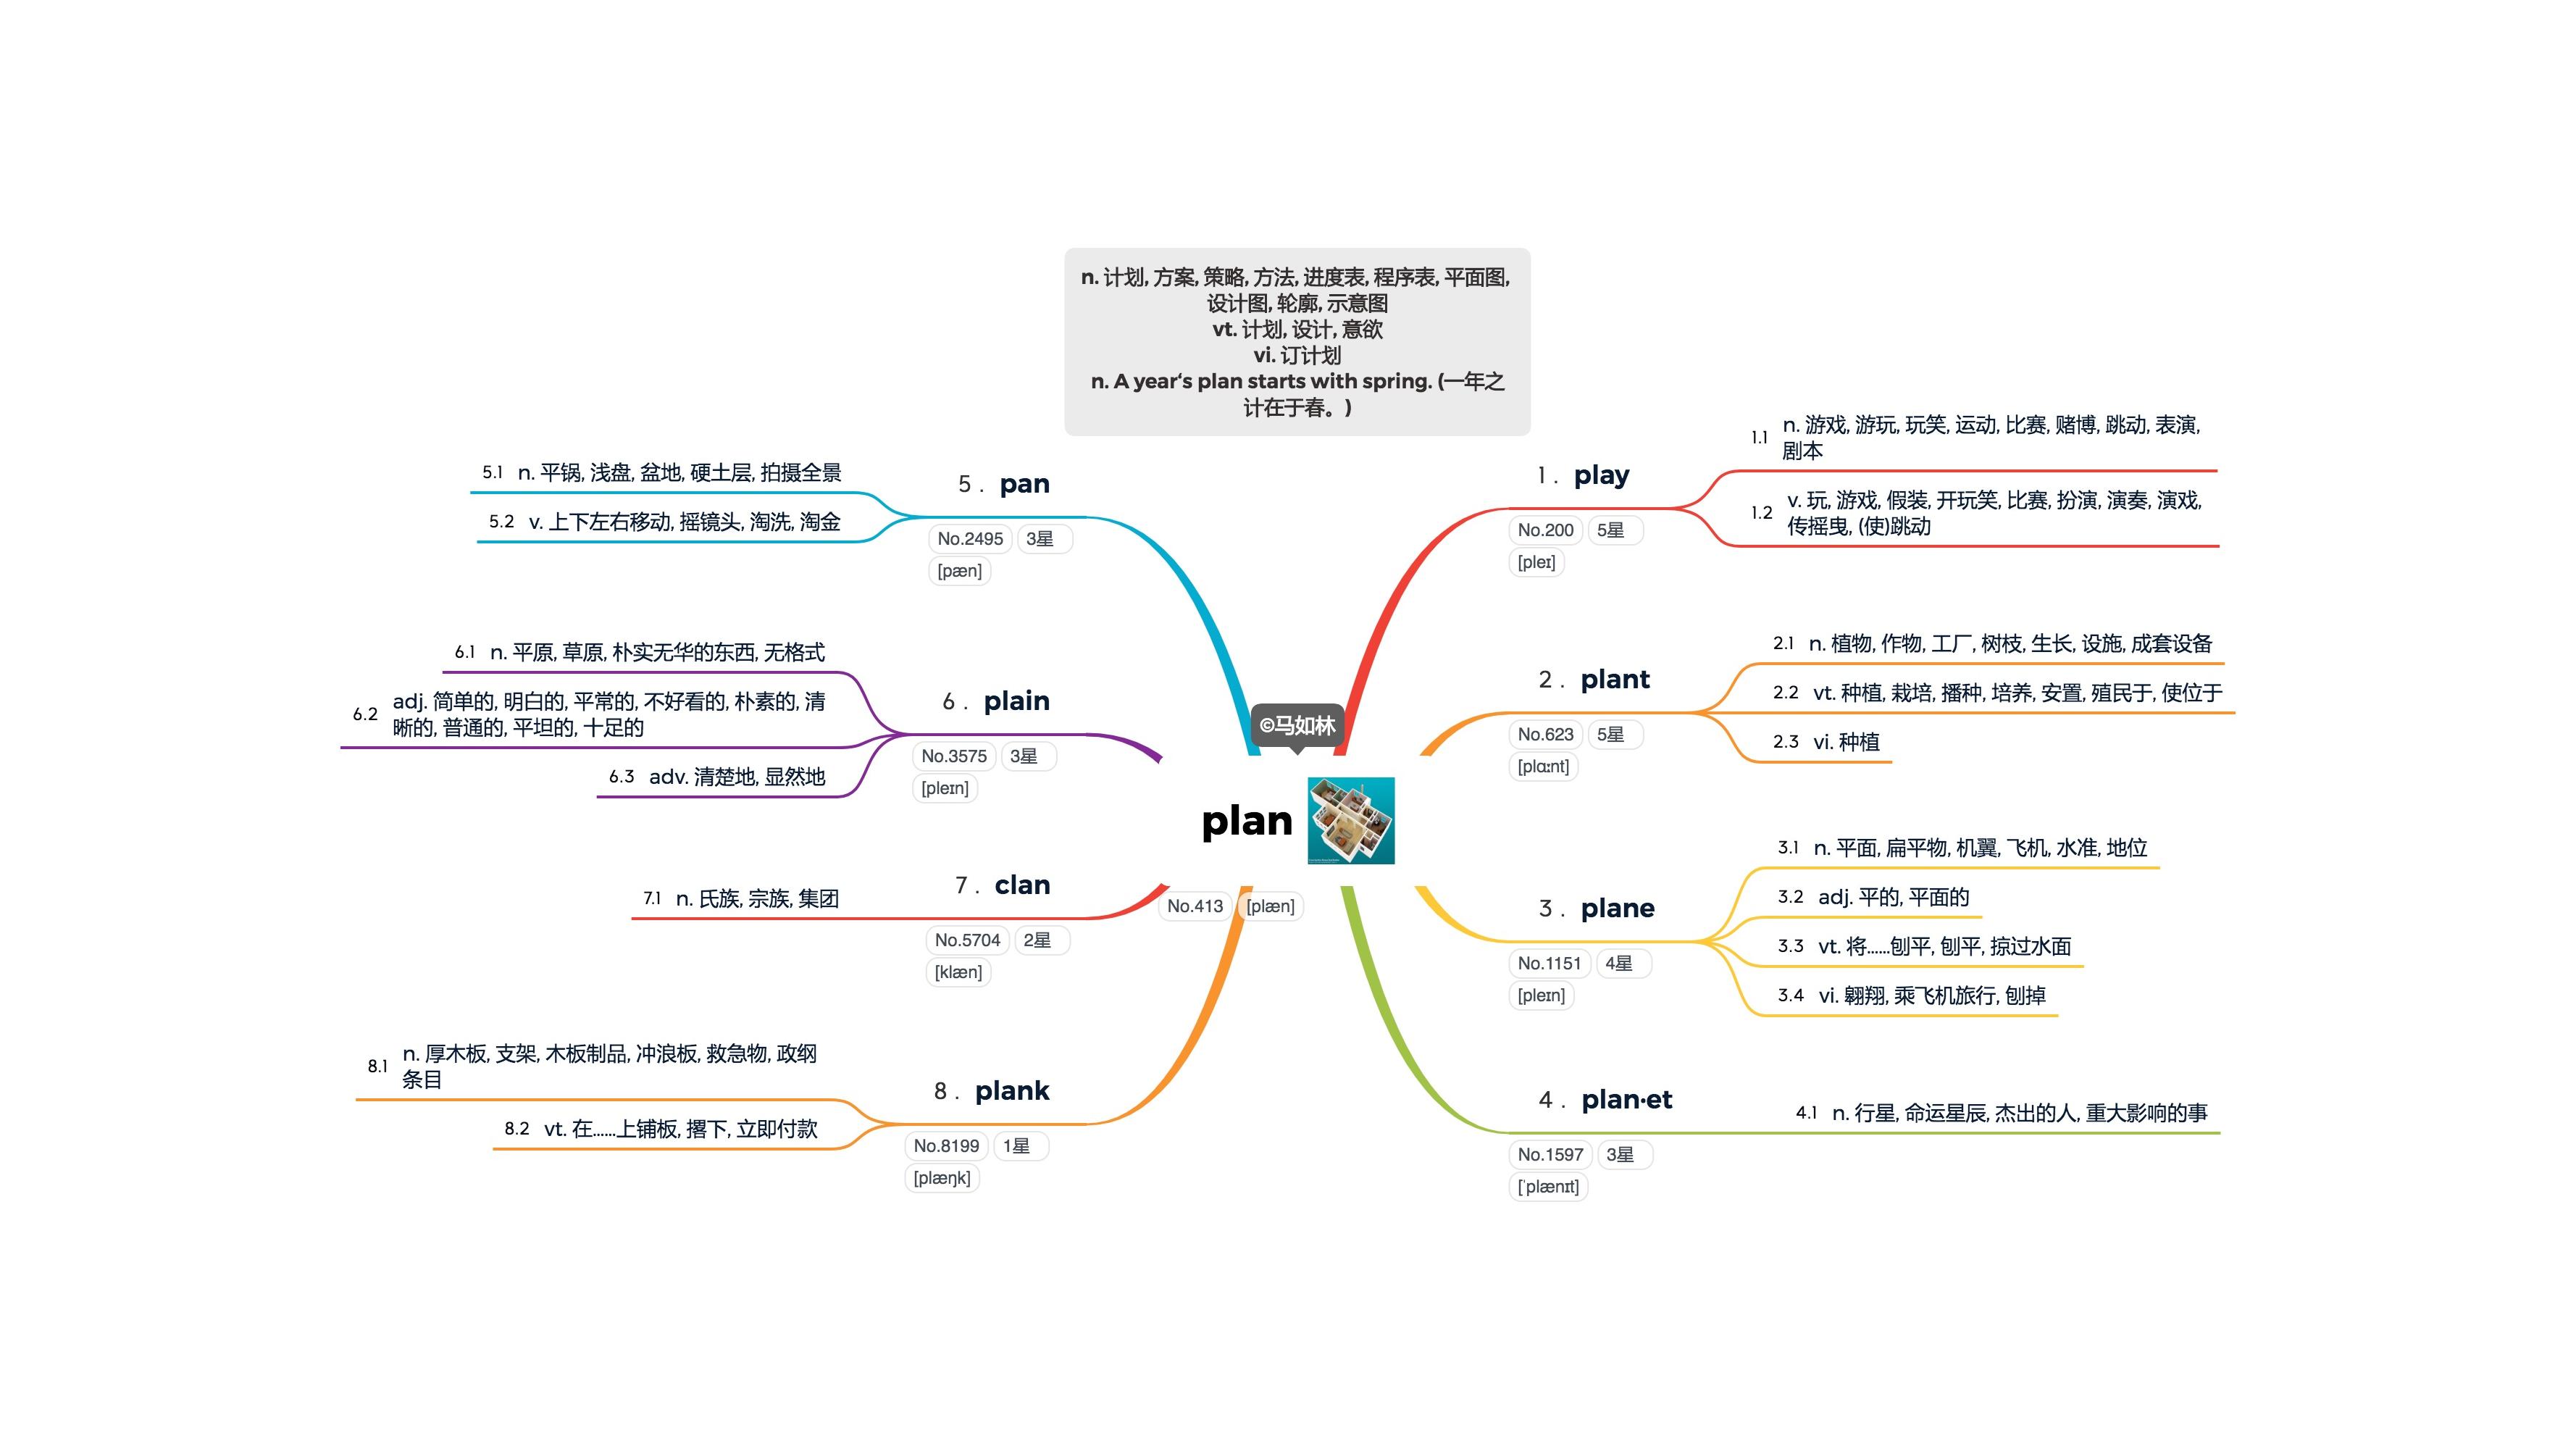 n. 计划, 方案, 策略, 方法, 进度表, 程序表, 平面图,
设计图, 轮廓, 示意图
vt. 计划, 设计, 意欲
vi. 订计划
n. A year‘s plan starts with spring. (一年之
计在于春。)
©马如林
plan
No.413 [plæn]
1. play
No.200 5星
[pleɪ]
1.1 n. 游戏, 游玩, 玩笑, 运动, 比赛, 赌博, 跳动, 表演,
剧本
1.2 v. 玩, 游戏, 假装, 开玩笑, 比赛, 扮演, 演奏, 演戏,
传摇曳, (使)跳动
2. plant
No.623 5星
[plɑːnt]
2.1 n. 植物, 作物, 工厂, 树枝, 生长, 设施, 成套设备
2.2 vt. 种植, 栽培, 播种, 培养, 安置, 殖民于, 使位于
2.3 vi. 种植
3. plane
No.1151 4星
[pleɪn]
3.1 n. 平面, 扁平物, 机翼, 飞机, 水准, 地位
3.2 adj. 平的, 平面的
3.3 vt. 将……刨平, 刨平, 掠过水面
3.4 vi. 翱翔, 乘飞机旅行, 刨掉
4. plan·et
No.1597 3星
[ˈplænɪt]
4.1 n. 行星, 命运星辰, 杰出的人, 重大影响的事
5. pan
No.2495 3星
[pæn]
5.1 n. 平锅, 浅盘, 盆地, 硬土层, 拍摄全景
5.2 v. 上下左右移动, 摇镜头, 淘洗, 淘金
6. plain
No.3575 3星
[pleɪn]
6.1 n. 平原, 草原, 朴实无华的东西, 无格式
6.2 adj. 简单的, 明白的, 平常的, 不好看的, 朴素的, 清
晰的, 普通的, 平坦的, 十足的
6.3 adv. 清楚地, 显然地
7. clan
No.5704 2星
[klæn]
7.1 n. 氏族, 宗族, 集团
8. plank
No.8199 1星
[plæŋk]
8.1 n. 厚木板, 支架, 木板制品, 冲浪板, 救急物, 政纲
条目
8.2 vt. 在……上铺板, 撂下, 立即付款